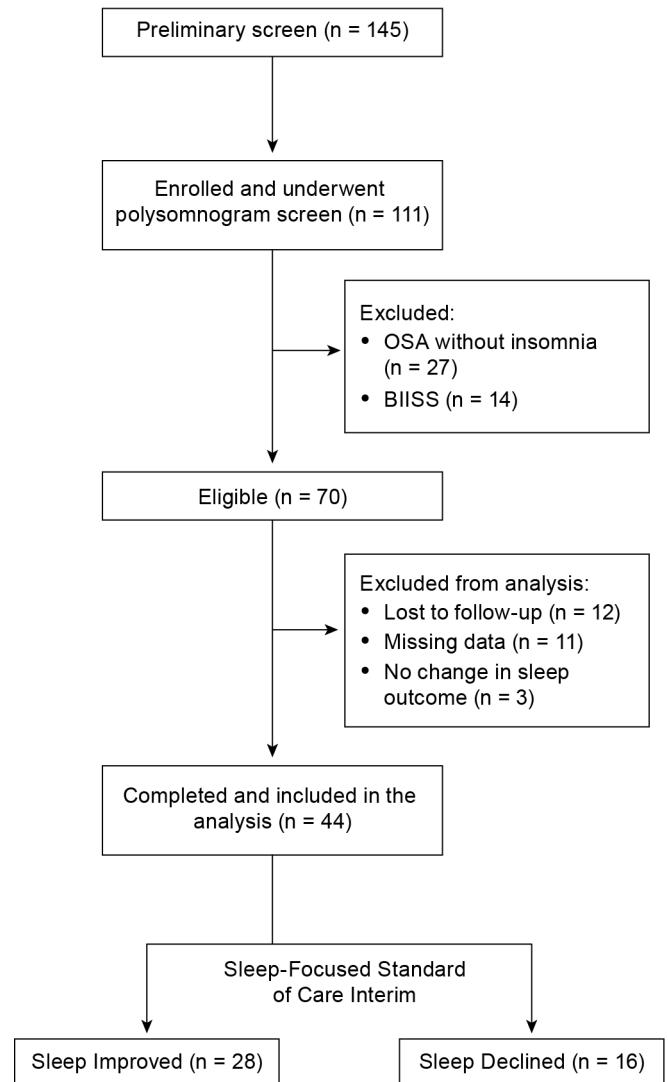 Preliminary screen (n = 145)
Enrolled and underwent
polysomnogram screen (n = 111)
Excluded:
• OSA without insomnia
(n = 27)
• BIISS (n = 14)
Eligible (n = 70)
Excluded from analysis:
• Lost to follow-up (n = 12)
• Missing data (n = 11)
• No change in sleep
outcome (n = 3)
Completed and included in the
analysis (n = 44)
Sleep-Focused Standard
of Care Interim
Sleep Improved (n = 28)
Sleep Declined (n = 16)